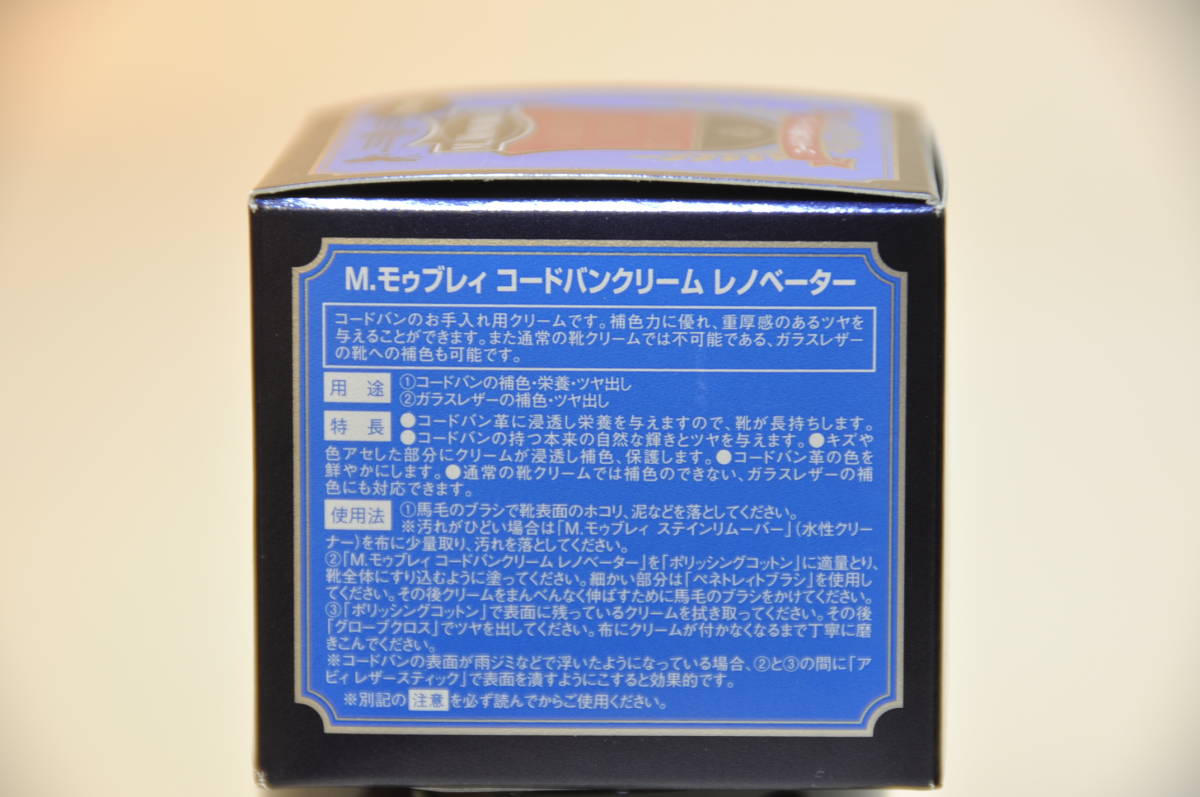 M.モゥブレィ コードバンクリーム レノベーター
コードバンのお手入れ用クリームです。補色力に優れ、重厚感のあるツヤを
与えることができます。また通常の靴クリームでは不可能である、ガラスレザー
の靴への補色も可能です。
用途 ①コードバンの補色・栄養・ツヤ出し
②ガラスレザーの補色・ツヤ出し
特長 ●コードバン革に浸透し栄養を与えますので、靴が長持ちします。
●コードバンの持つ本来の自然な輝きとツヤを与えます。●キズや
色アセした部分にクリームが浸透し補色、保護します。●コードバン革の色を
鮮やかにします。●通常の靴クリームでは補色のできない、ガラスレザーの補
色にも対応できます。
使用法 ①馬毛のブラシで靴表面のホコリ、泥などを落としてください。
※汚れがひどい場合は「M.モゥブレィ ステインリムーバー」(水性クリー
ナー)を布に少量取り、汚れを落としてください。
②「M.モゥブレィ コードバンクリーム レノベーター」を「ポリッシングコットン」に適量とり、
靴全体にすり込むように塗ってください。細かい部分は「ペネトレイトブラシ」を使用し
てください。その後クリームをまんべんなく伸ばすために馬毛のブラシをかけてください。
③「ポリッシングコットン」で表面に残っているクリームを拭き取ってください。その後
「グローブクロス」でツヤを出してください。布にクリームが付かなくなるまで丁寧に磨
きこんでください。
※コードバンの表面が雨ジミなどで浮いたようになっている場合、②と③の間に「ア
ビィ レザースティック」で表面を潰すようにこすると効果的です。
※別記の 注意 を必ず読んでからご使用ください。